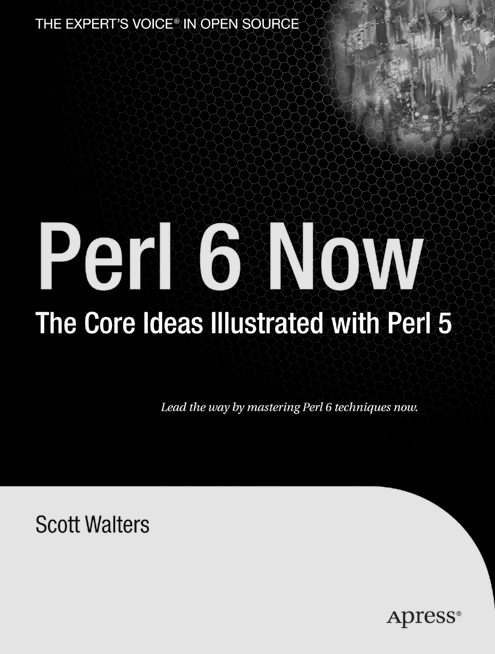 THE EXPERT'S VOICE® IN OPEN SOURCE
Perl 6 Now
The Core Ideas Illustrated with Perl 5
Lead the way by mastering Perl 6 techniques now.
Scott Walters
Apress®